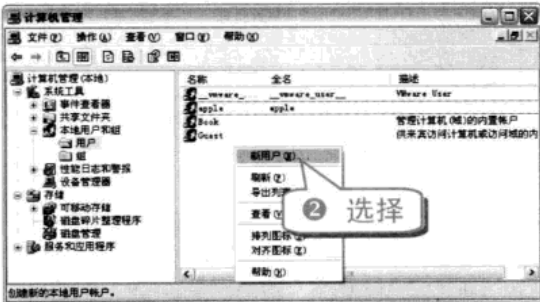 计算机管理
文件(F) 操作(A) 查看(V) 窗口(W) 帮助(H)
计算机管理(本地)
系统工具
事件查看器
共享文件夹
本地用户和组
用户
组
性能日志和警报
设备管理器
存储
可移动存储
磁盘碎片整理程序
磁盘管理
服务和应用程序
名称 全名 描述
__vmware_ __vmware_user__ VMware User
apple apple
Book 管理计算机(域)的内置帐户
Guest 供来宾访问计算机或访问域的内
新用户(N)...
刷新(F)
导出列表
查看(V)
排列图标(I)
对齐图标(E)
帮助(H)
❷ 选择
创建新的本地用户帐户。